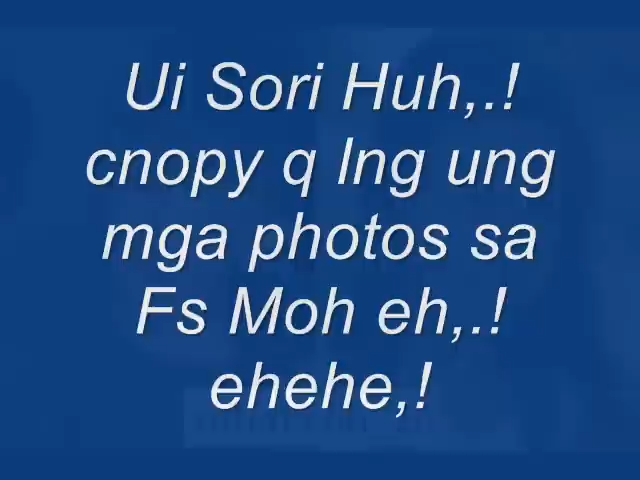 Ui Sori Huh,.!
cnopy q lng ung
mga photos sa
Fs Moh eh,.!
ehehe,!